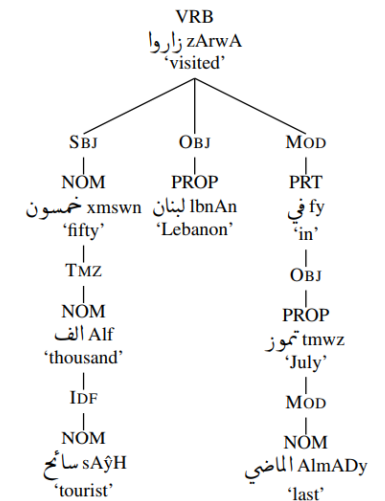 VRB
زاروا zArwA
‘visited’
SBJ OBJ MOD
NOM PROP PRT
خمسون xmswn لبنان lbnAn في fy
‘fifty’ ‘Lebanon’ ‘in’
TMZ OBJ
NOM PROP
الف Alf تموز tmwz
‘thousand’ ‘July’
IDF MOD
NOM NOM
سائح sAŷH الماضي AlmADy
‘tourist’ ‘last’